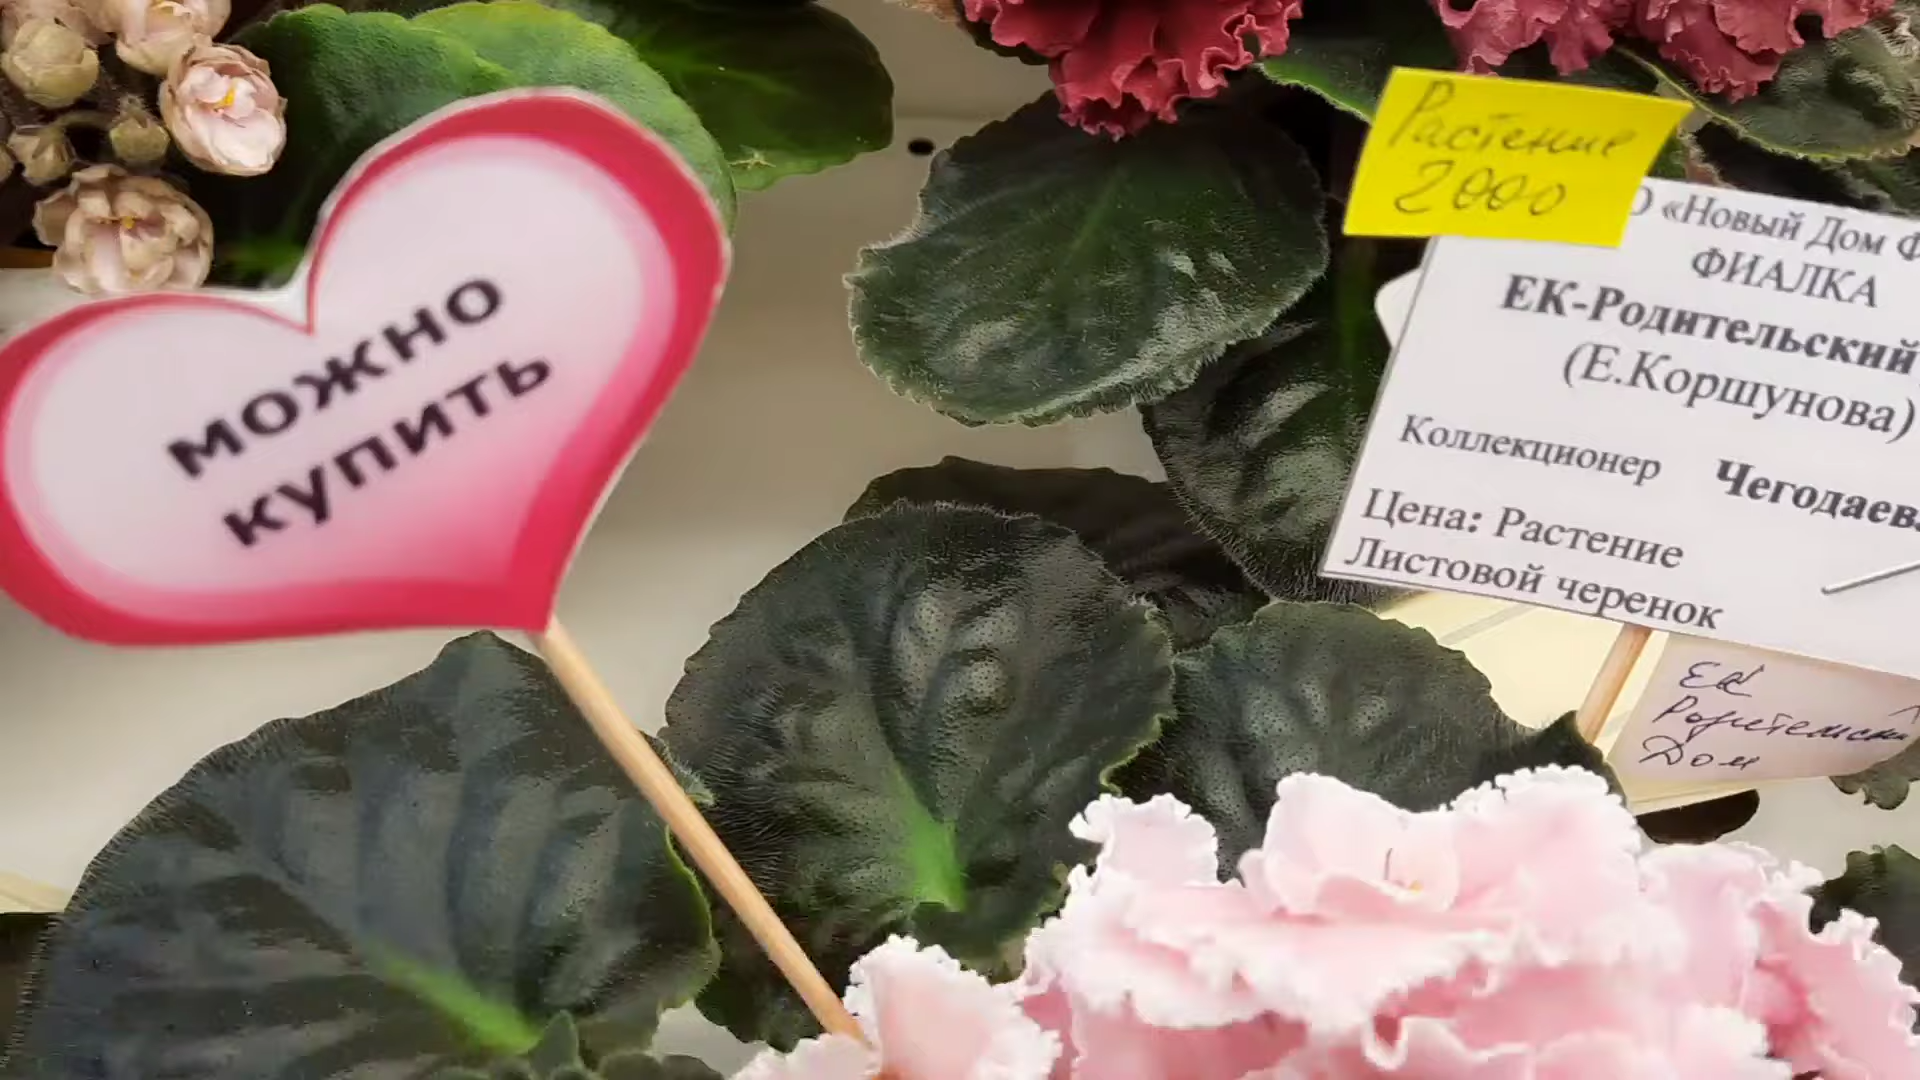 можно
купить
Растение
2000
О «Новый Дом Ф
ФИАЛКА
ЕК-Родительский
(Е.Коршунова)
Коллекционер Чегодаева
Цена: Растение
Листовой черенок
ЕК
Родительский
Дом